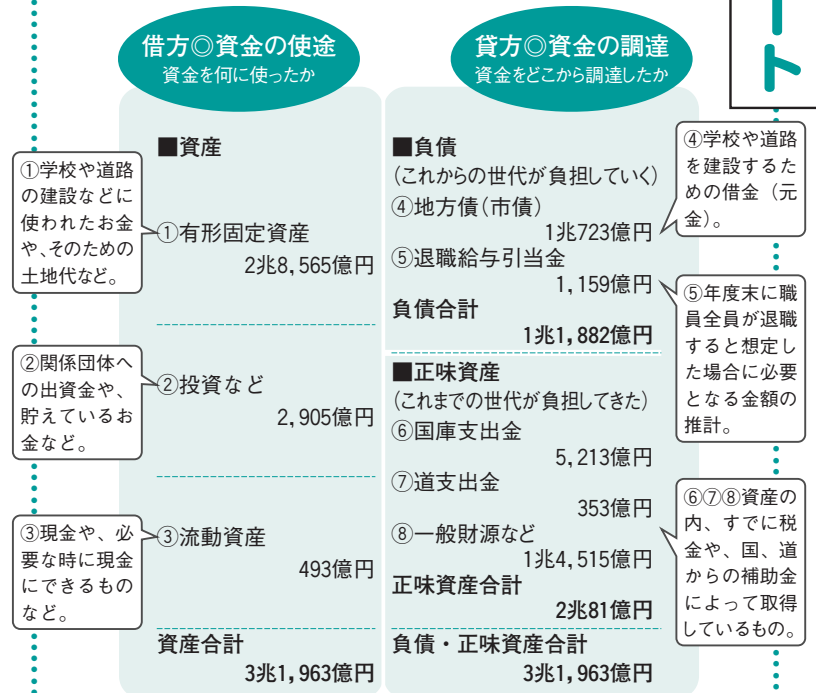 ート
借方◎資金の使途
資金を何に使ったか
■資産
①有形固定資産
2兆8,565億円
②投資など
2,905億円
③流動資産
493億円
資産合計
3兆1,963億円
①学校や道路
の建設などに
使われたお金
や、そのための
土地代など。
②関係団体へ
の出資金や、
貯えているお
金など。
③現金や、必
要な時に現金
にできるもの
など。
貸方◎資金の調達
資金をどこから調達したか
■負債
(これからの世代が負担していく)
④地方債(市債)
1兆723億円
⑤退職給与引当金
1,159億円
負債合計
1兆1,882億円
■正味資産
(これまでの世代が負担してきた)
⑥国庫支出金
5,213億円
⑦道支出金
353億円
⑧一般財源など
1兆4,515億円
正味資産合計
2兆81億円
負債・正味資産合計
3兆1,963億円
④学校や道路
を建設するた
めの借金(元
金)。
⑤年度末に職
員全員が退職
すると想定し
た場合に必要
となる金額の
推計。
⑥⑦⑧資産の
内、すでに税
金や、国、道
からの補助金
によって取得
しているもの。